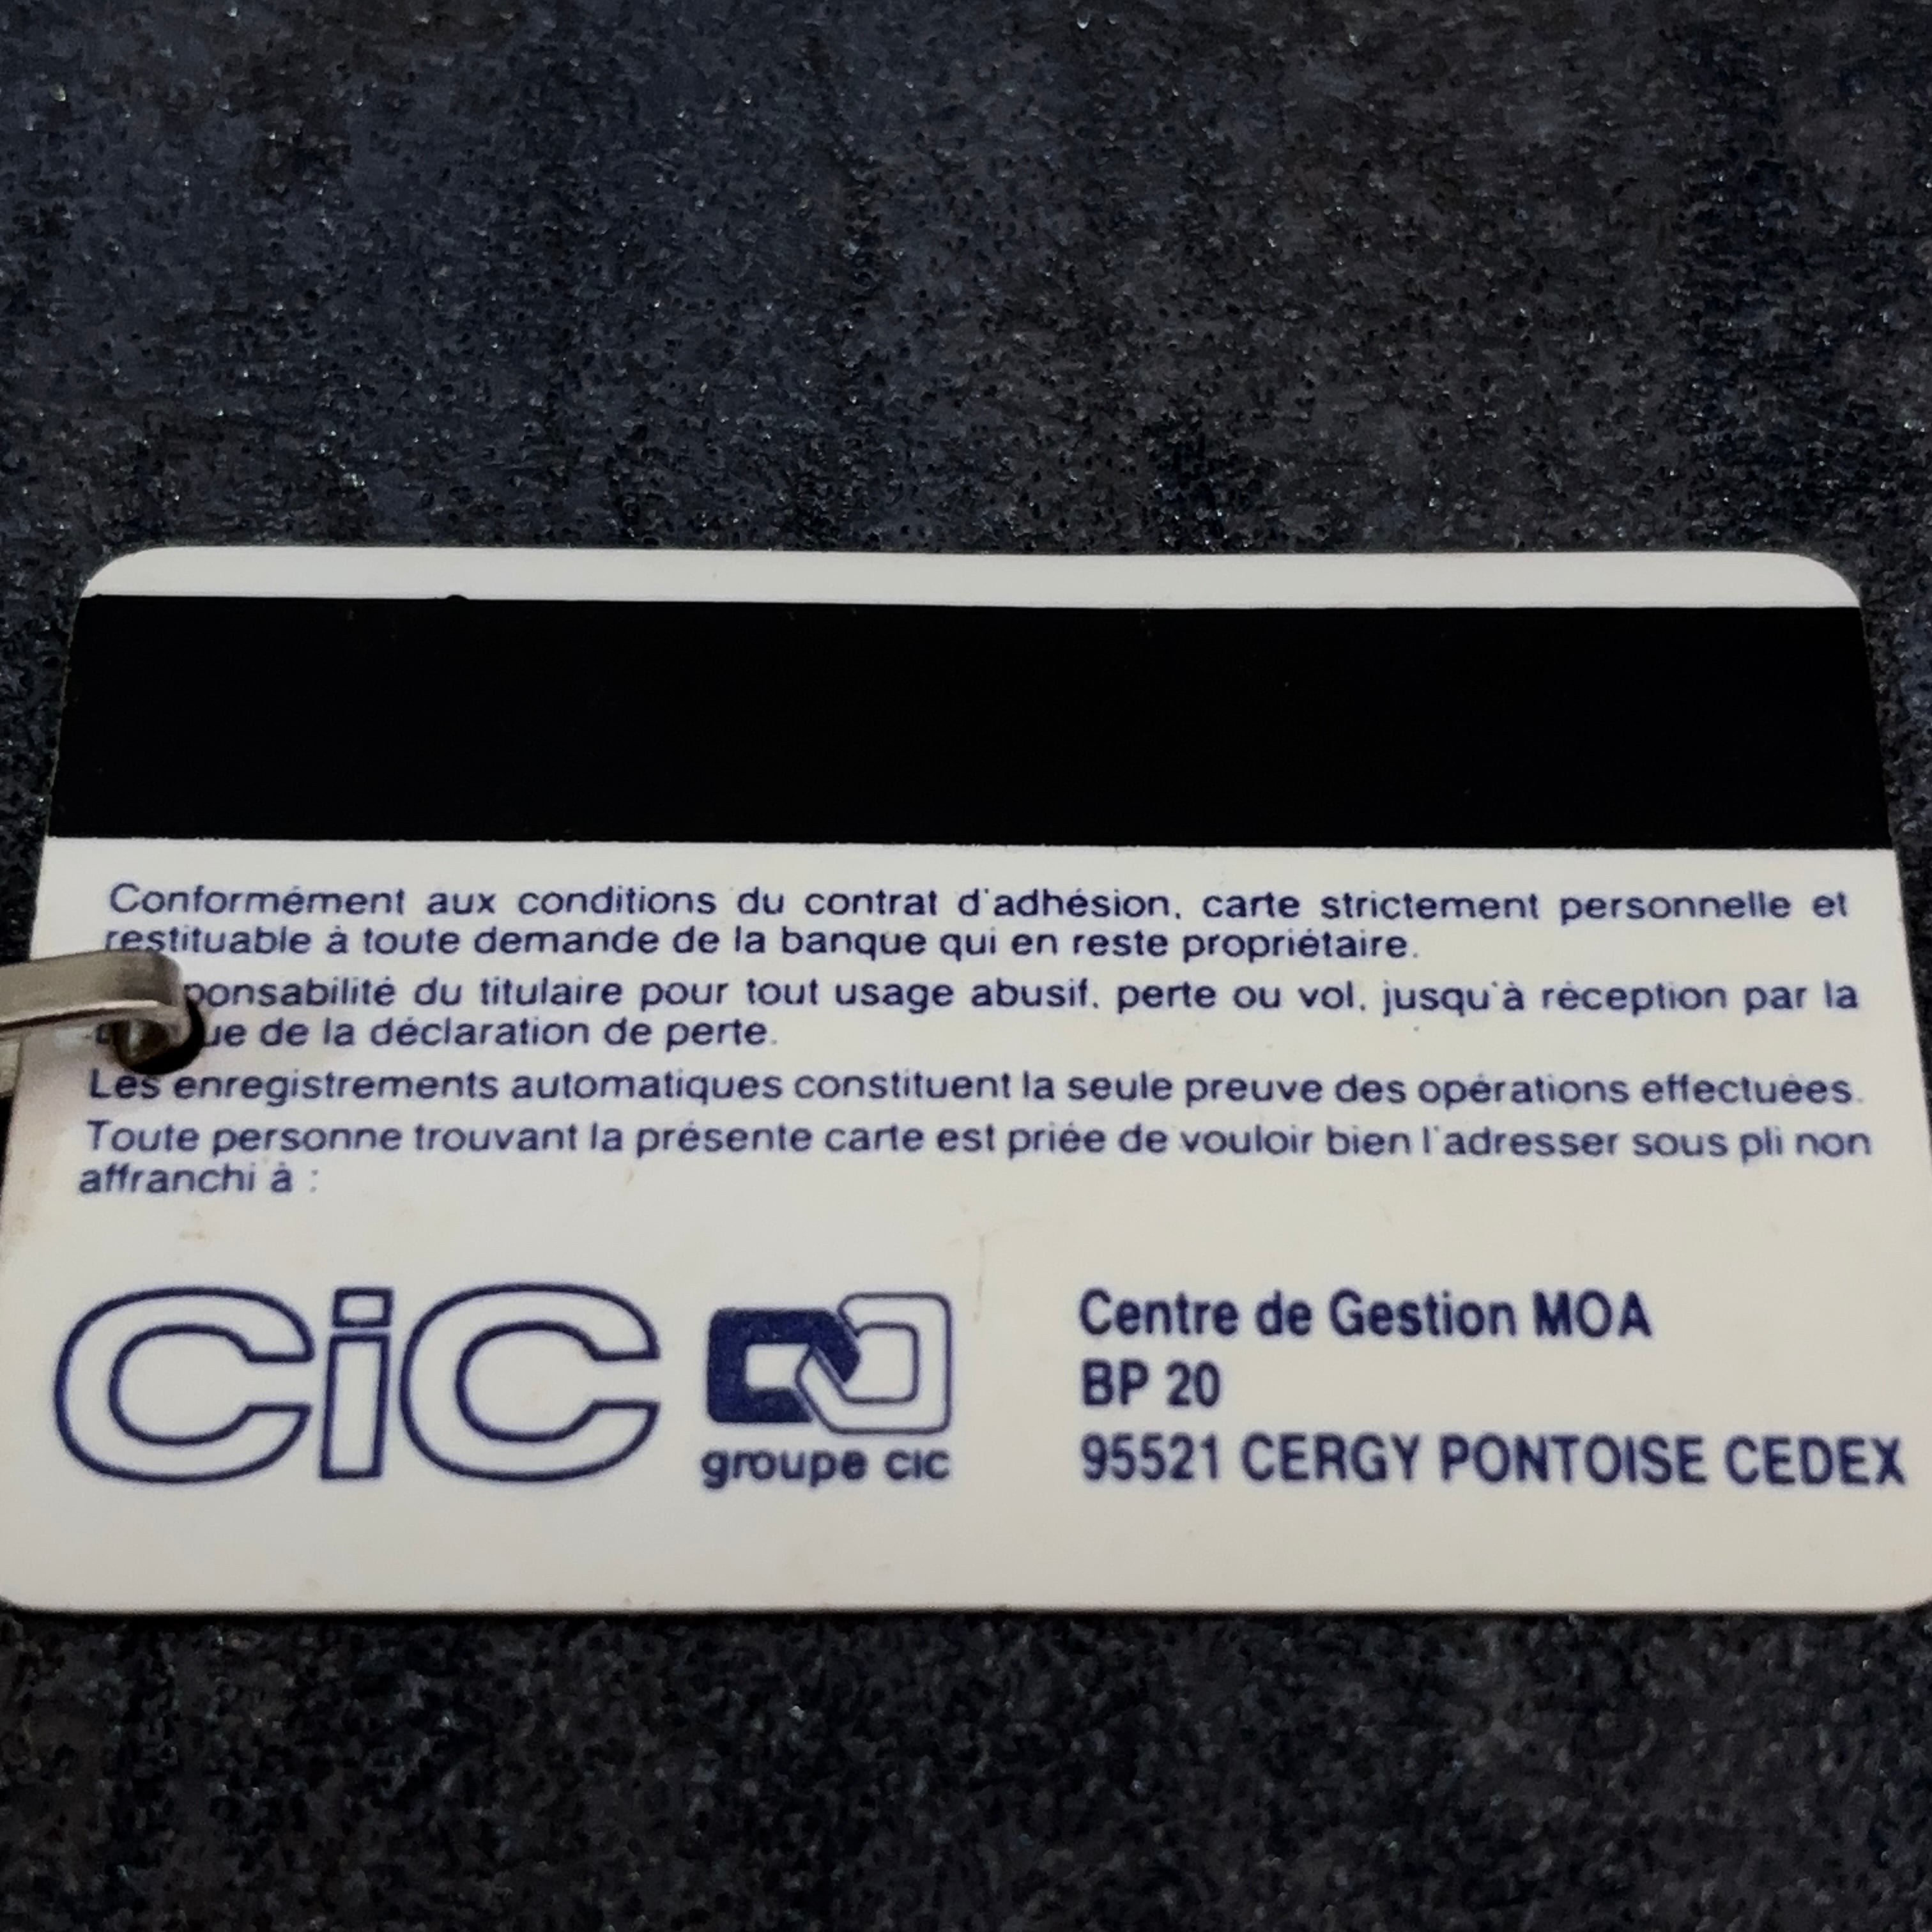 Conformément aux conditions du contrat d'adhésion, carte strictement personnelle et
restituable à toute demande de la banque qui en reste propriétaire.
ponsabilité du titulaire pour tout usage abusif, perte ou vol, jusqu'à réception par la
ue de la déclaration de perte.
Les enregistrements automatiques constituent la seule preuve des opérations effectuées.
Toute personne trouvant la présente carte est priée de vouloir bien l'adresser sous pli non
affranchi à :
CiC
groupe CIC
Centre de Gestion MOA
BP 20
95521 CERGY PONTOISE CEDEX